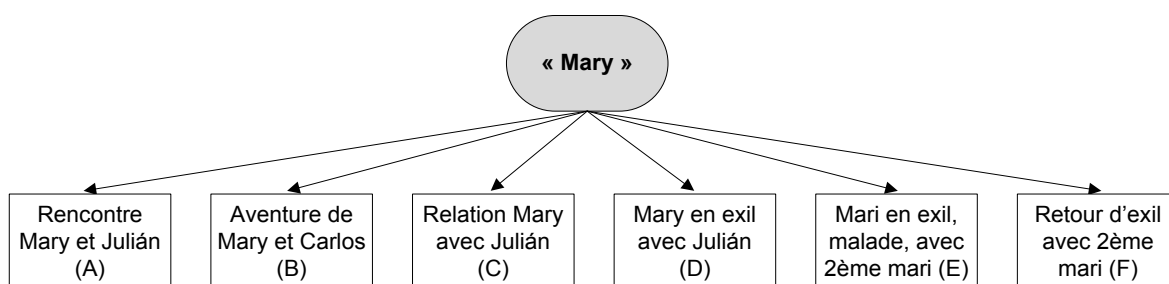 « Mary »
Rencontre
Mary et Julián
(A)
Aventure de
Mary et Carlos
(B)
Relation Mary
avec Julián
(C)
Mary en exil
avec Julián
(D)
Mari en exil,
malade, avec
2ème mari (E)
Retour d’exil
avec 2ème
mari (F)